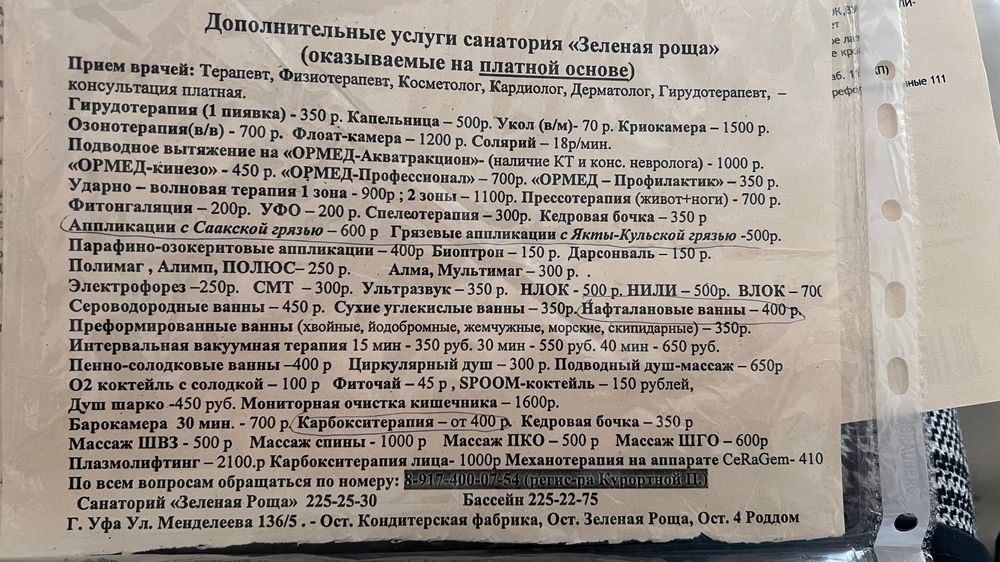 Дополнительные услуги санатория «Зеленая роща»
(оказываемые на платной основе)
Прием врачей: Терапевт, Физиотерапевт, Косметолог, Кардиолог, Дерматолог, Гирудотерапевт, –
консультация платная.
Гирудотерапия (1 пиявка) - 350 р. Капельница – 500р. Укол (в/м)- 70 р. Криокамера – 1500 р.
Озонотерапия(в/в) - 700 р. Флоат-камера – 1200 р. Солярий – 18р/мин.
Подводное вытяжение на «ОРМЕД-Акватракцион»- (наличие КТ и конс. невролога) - 1000 р.
«ОРМЕД-кинезо» - 450 р. «ОРМЕД-Профессионал» – 700р. «ОРМЕД – Профилактик» – 350 р.
Ударно – волновая терапия 1 зона - 900р ; 2 зоны – 1100р. Прессотерапия (живот+ноги) - 700 р.
Фитонгаляция – 200р. УФО – 200 р. Спелеотерапия – 300р. Кедровая бочка – 350 р
Аппликации с Саакской грязью – 600 р Грязевые аппликации с Якты-Кульской грязью -500р.
Парафино-озокеритовые аппликации – 400р Биоптрон – 150 р. Дарсонваль – 150 р.
Полимаг , Алимп, ПОЛЮС– 250 р. Алма, Мультимаг – 300 р. .
Электрофорез –250р. СМТ – 300р. Ультразвук – 350 р. НЛОК - 500 р. НИЛИ – 500р. ВЛОК – 700
Сероводородные ванны – 450 р. Сухие углекислые ванны – 350р. Нафталановые ванны – 400 р.
Преформированные ванны (хвойные, йодобромные, жемчужные, морские, скипидарные) – 350р.
Интервальная вакуумная терапия 15 мин - 350 руб. 30 мин - 550 руб. 40 мин - 650 руб.
Пенно-солодковые ванны –400 р Циркулярный душ – 300 р. Подводный душ-массаж – 650р
О2 коктейль с солодкой – 100 р Фиточай – 45 р , SPOOM-коктейль – 150 рублей,
Душ шарко -450 руб. Мониторная очистка кишечника – 1600р.
Барокамера 30 мин. - 700 р. Карбокситерапия – от 400 р. Кедровая бочка – 350 р
Массаж ШВЗ - 500 р Массаж спины - 1000 р Массаж ПКО – 500 р Массаж ШГО – 600р
Плазмолифтинг – 2100.р Карбокситерапия лица- 1000р Механотерапия на аппарате CeRaGem- 410
По всем вопросам обращаться по номеру: 8-917-400-07-54 (регис-ра Курортной П.)
Санаторий «Зеленая Роща» 225-25-30 Бассейн 225-22-75
Г. Уфа Ул. Менделеева 136/5 . - Ост. Кондитерская фабрика, Ост. Зеленая Роща, Ост. 4 Роддом